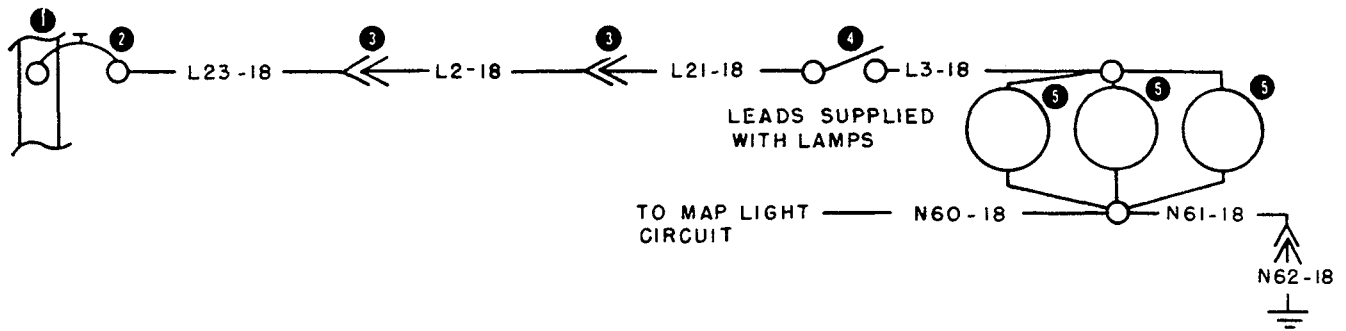 1
2
3
3
4
L23-18
L2-18
L21-18
L3-18
5
5
5
LEADS SUPPLIED
WITH LAMPS
TO MAP LIGHT
CIRCUIT
N60-18
N61-18
N62-18